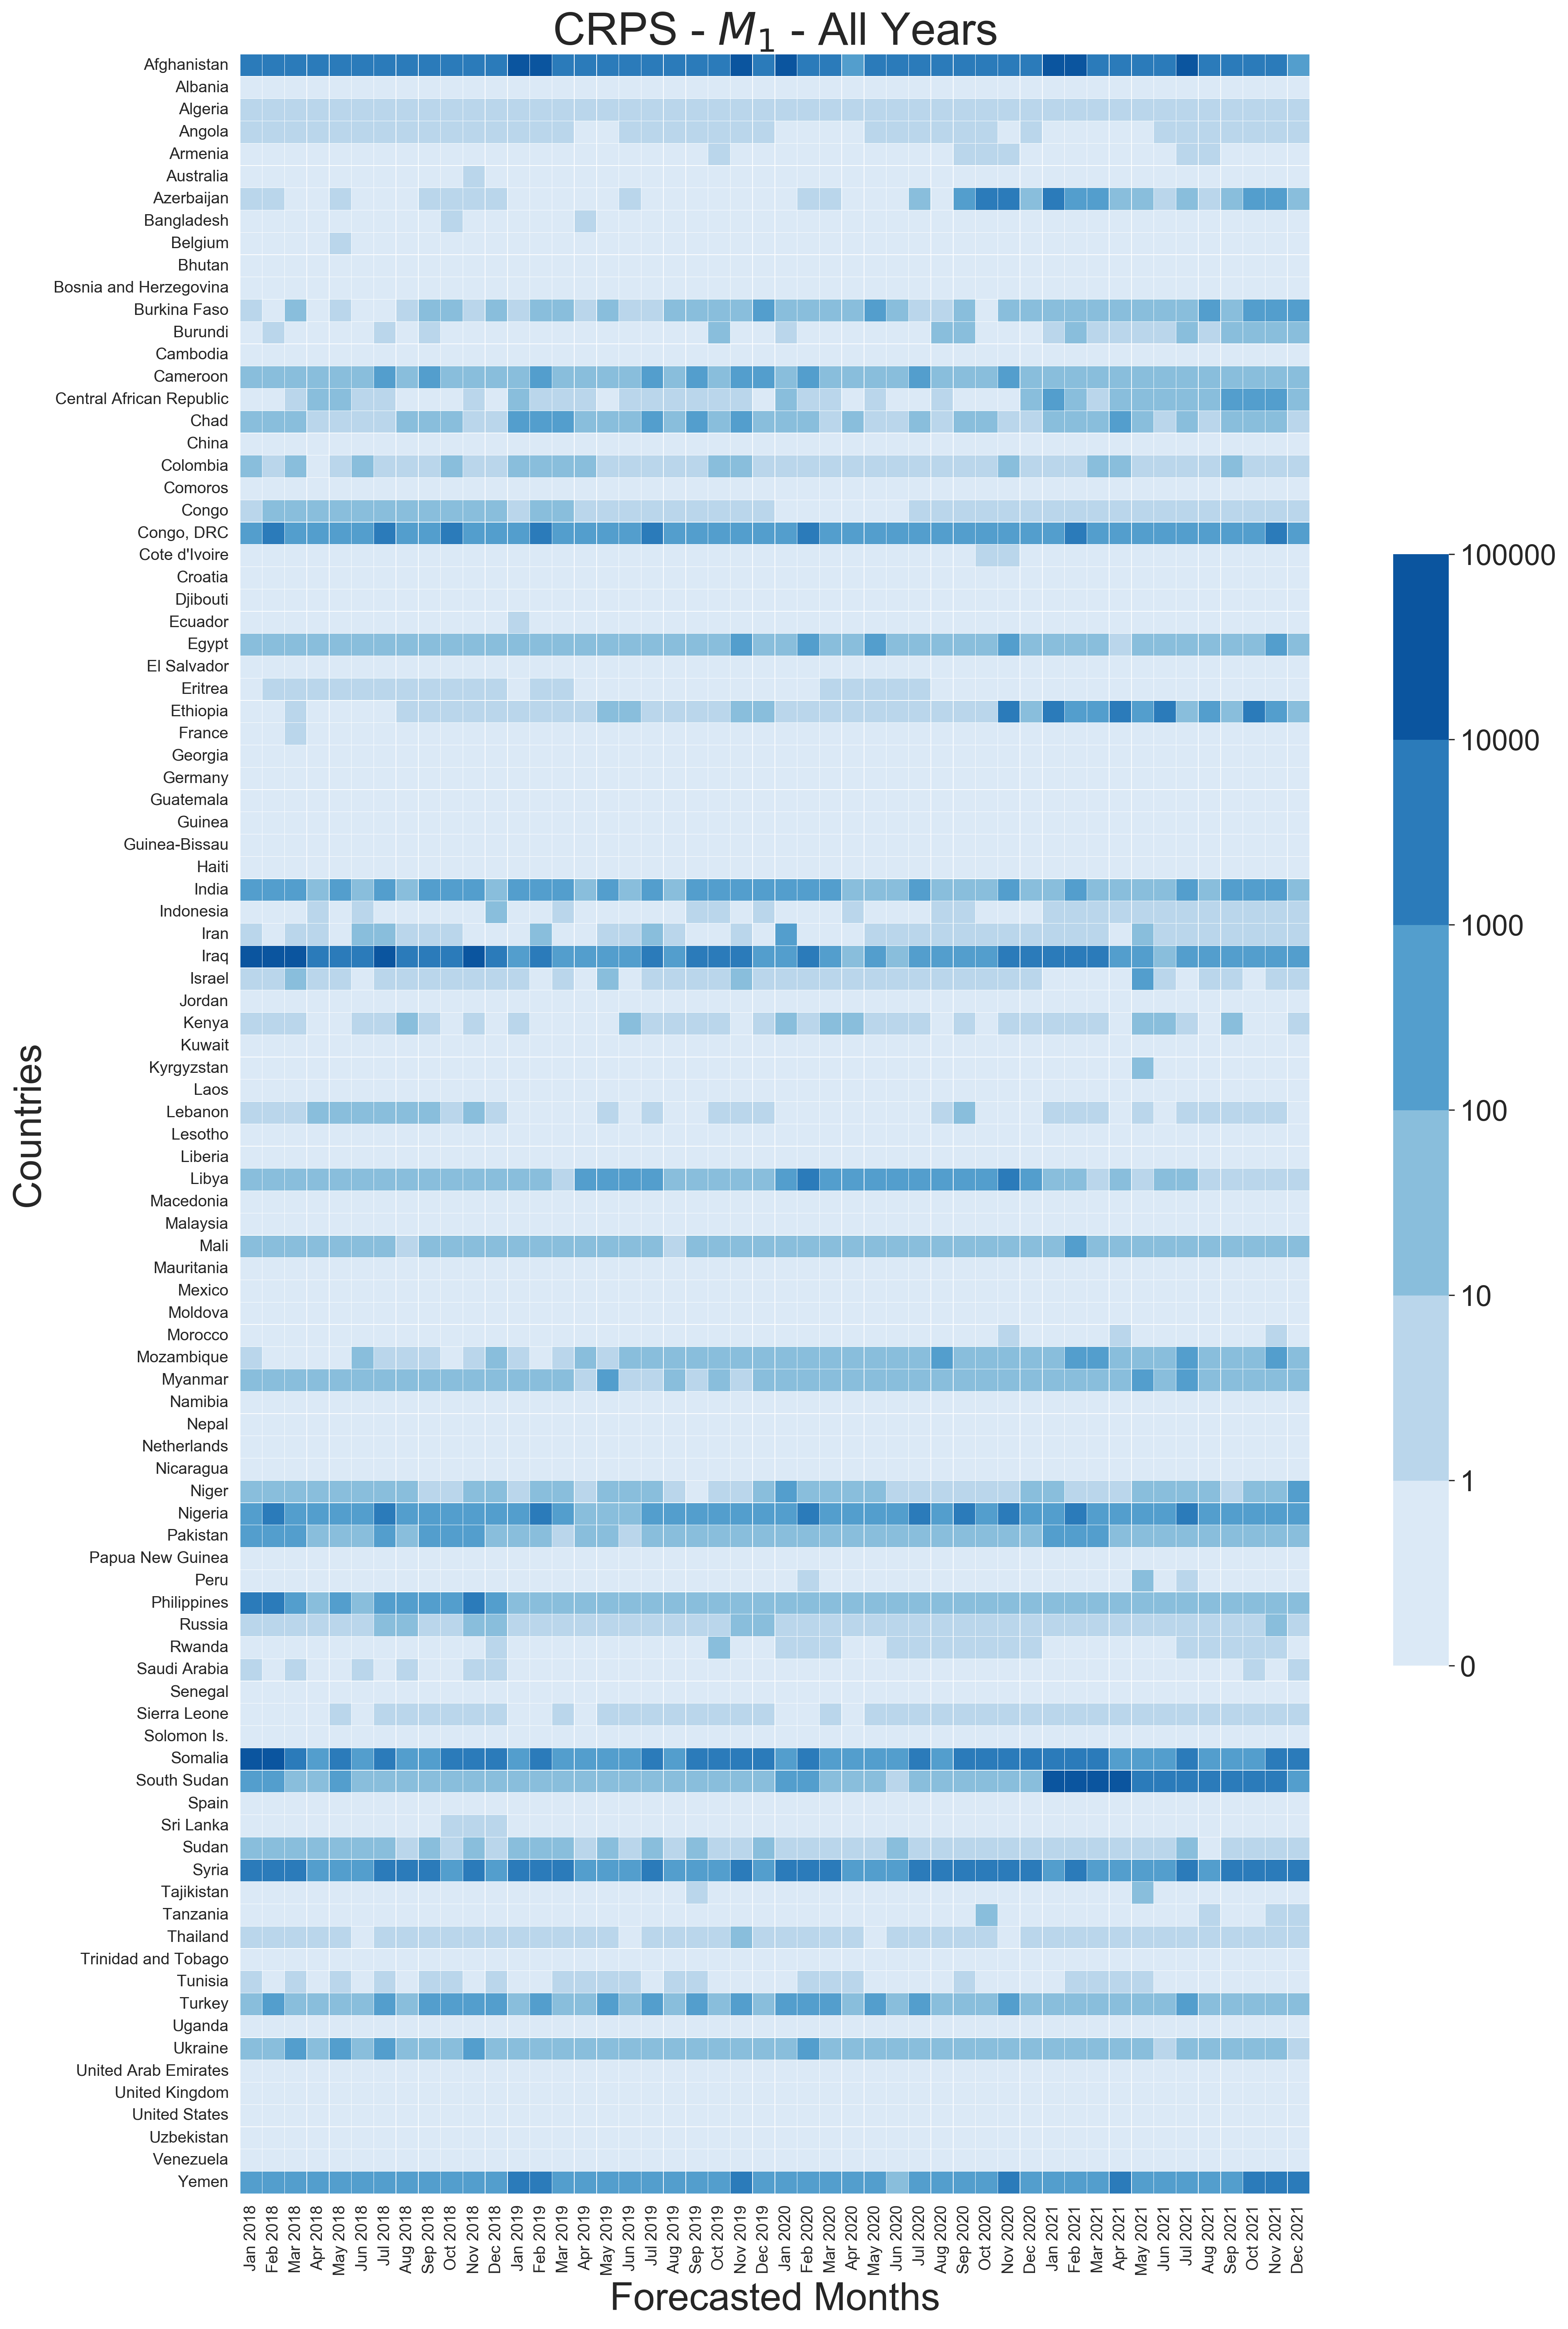 CRPS - M₁ - All Years
Afghanistan
Albania
Algeria
Angola
Armenia
Australia
Azerbaijan
Bangladesh
Belgium
Bhutan
Bosnia and Herzegovina
Burkina Faso
Burundi
Cambodia
Cameroon
Central African Republic
Chad
China
Colombia
Comoros
Congo
Congo, DRC
Cote d'Ivoire
Croatia
Djibouti
Ecuador
Egypt
El Salvador
Eritrea
Ethiopia
France
Georgia
Germany
Guatemala
Guinea
Guinea-Bissau
Haiti
India
Indonesia
Iran
Iraq
Israel
Jordan
Kenya
Kuwait
Kyrgyzstan
Laos
Lebanon
Lesotho
Liberia
Libya
Macedonia
Malaysia
Mali
Mauritania
Mexico
Moldova
Morocco
Mozambique
Myanmar
Namibia
Nepal
Netherlands
Nicaragua
Niger
Nigeria
Pakistan
Papua New Guinea
Peru
Philippines
Russia
Rwanda
Saudi Arabia
Senegal
Sierra Leone
Solomon Is.
Somalia
South Sudan
Spain
Sri Lanka
Sudan
Syria
Tajikistan
Tanzania
Thailand
Trinidad and Tobago
Tunisia
Turkey
Uganda
Ukraine
United Arab Emirates
United Kingdom
United States
Uzbekistan
Venezuela
Yemen
Countries
Jan 2018
Feb 2018
Mar 2018
Apr 2018
May 2018
Jun 2018
Jul 2018
Aug 2018
Sep 2018
Oct 2018
Nov 2018
Dec 2018
Jan 2019
Feb 2019
Mar 2019
Apr 2019
May 2019
Jun 2019
Jul 2019
Aug 2019
Sep 2019
Oct 2019
Nov 2019
Dec 2019
Jan 2020
Feb 2020
Mar 2020
Apr 2020
May 2020
Jun 2020
Jul 2020
Aug 2020
Sep 2020
Oct 2020
Nov 2020
Dec 2020
Jan 2021
Feb 2021
Mar 2021
Apr 2021
May 2021
Jun 2021
Jul 2021
Aug 2021
Sep 2021
Oct 2021
Nov 2021
Dec 2021
Forecasted Months
100000
10000
1000
100
10
1
0